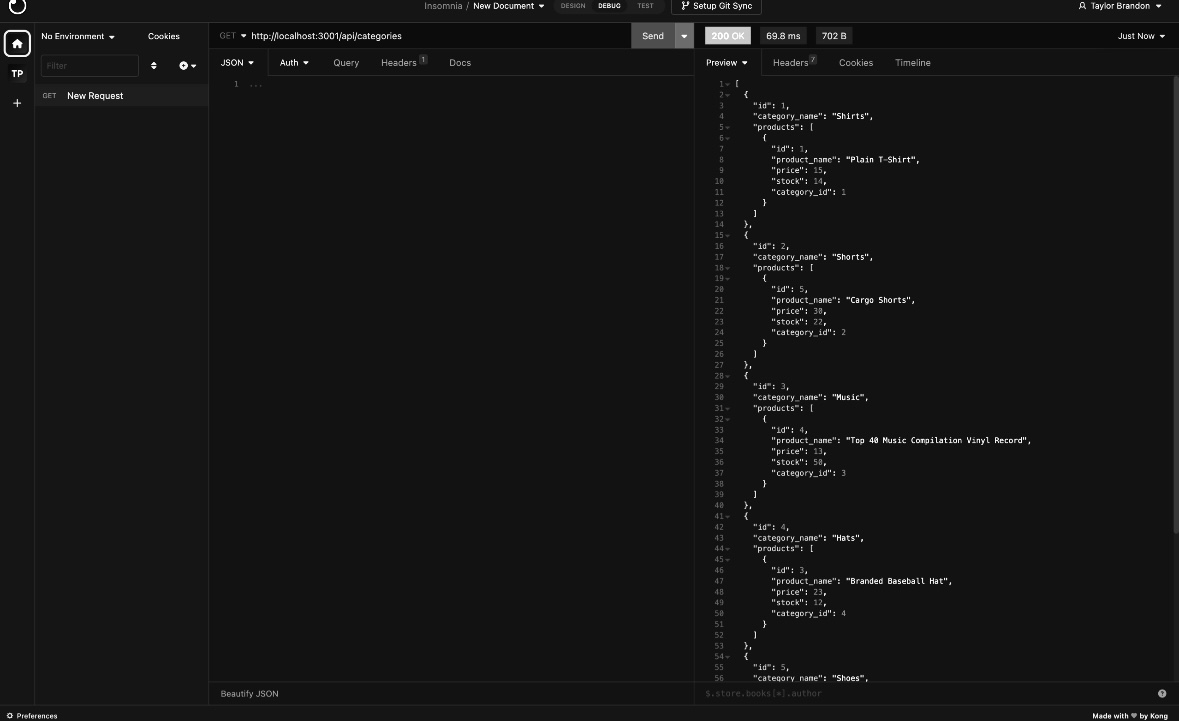 Insomnia / New Document DESIGN DEBUG TEST Setup Git Sync Taylor Brandon
No Environment Cookies
Filter
TP
GET New Request
GET http://localhost:3001/api/categories Send
JSON Auth Query Headers 1 Docs
1 ...
200 OK 69.8 ms 702 B Just Now
Preview Headers 7 Cookies Timeline
1 [
2 {
3 "id": 1,
4 "category_name": "Shirts",
5 "products": [
6 {
7 "id": 1,
8 "product_name": "Plain T-Shirt",
9 "price": 15,
10 "stock": 14,
11 "category_id": 1
12 }
13 ]
14 },
15 {
16 "id": 2,
17 "category_name": "Shorts",
18 "products": [
19 {
20 "id": 5,
21 "product_name": "Cargo Shorts",
22 "price": 30,
23 "stock": 22,
24 "category_id": 2
25 }
26 ]
27 },
28 {
29 "id": 3,
30 "category_name": "Music",
31 "products": [
32 {
33 "id": 4,
34 "product_name": "Top 40 Music Compilation Vinyl Record",
35 "price": 13,
36 "stock": 50,
37 "category_id": 3
38 }
39 ]
40 },
41 {
42 "id": 4,
43 "category_name": "Hats",
44 "products": [
45 {
46 "id": 3,
47 "product_name": "Branded Baseball Hat",
48 "price": 23,
49 "stock": 12,
50 "category_id": 4
51 }
52 ]
53 },
54 {
55 "id": 5,
56 "category_name": "Shoes",
Beautify JSON
$.store.books[*].author
Preferences
Made with ♥ by Kong